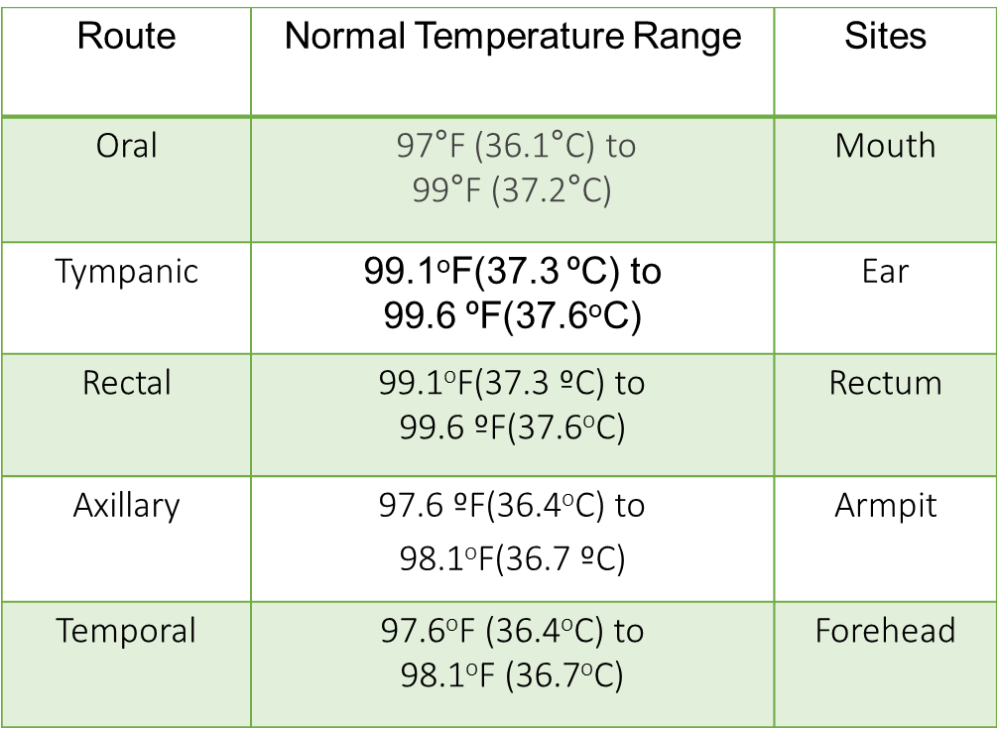 Route Normal Temperature Range Sites
Oral 97°F (36.1°C) to Mouth
99°F (37.2°C)
Tympanic 99.1ºF(37.3 ºC) to Ear
99.6 ºF(37.6ºC)
Rectal 99.1ºF(37.3 ºC) to Rectum
99.6 ºF(37.6ºC)
Axillary 97.6 ºF(36.4ºC) to Armpit
98.1ºF(36.7 ºC)
Temporal 97.6ºF (36.4ºC) to Forehead
98.1ºF (36.7ºC)